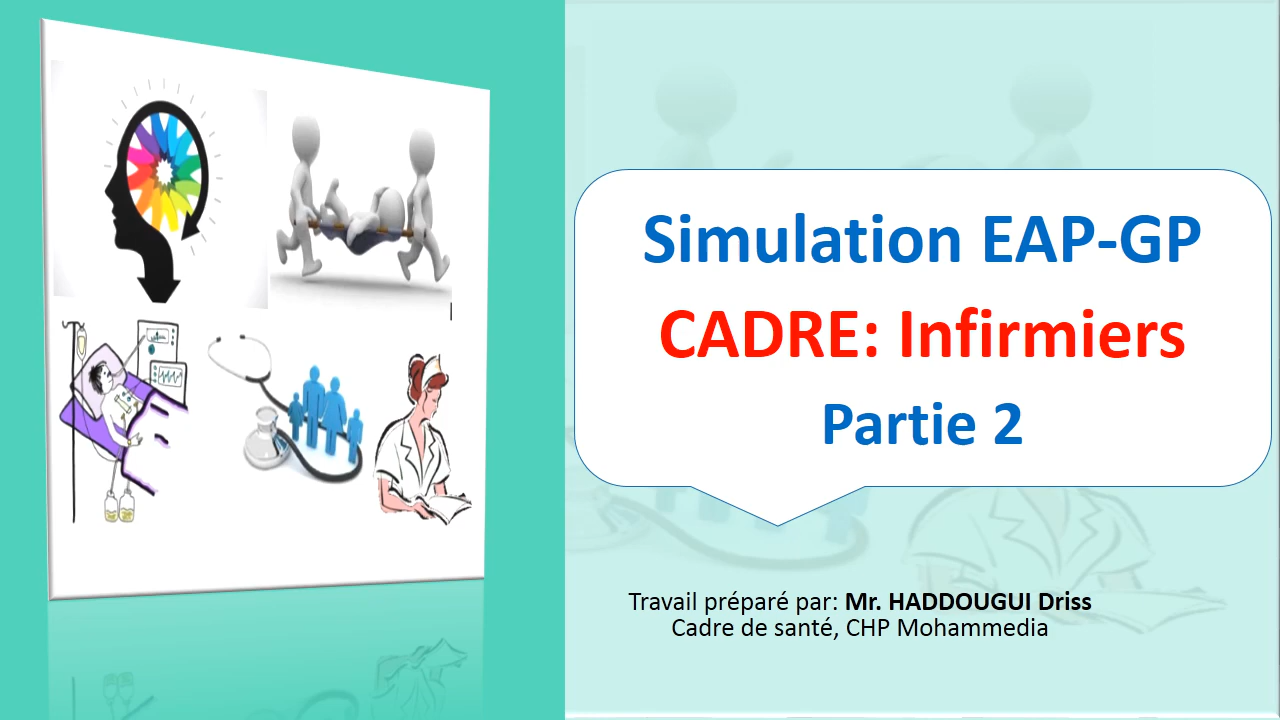 Simulation EAP-GP
CADRE: Infirmiers
Partie 2
Travail préparé par: Mr. HADDOUGUI Driss
Cadre de santé, CHP Mohammedia